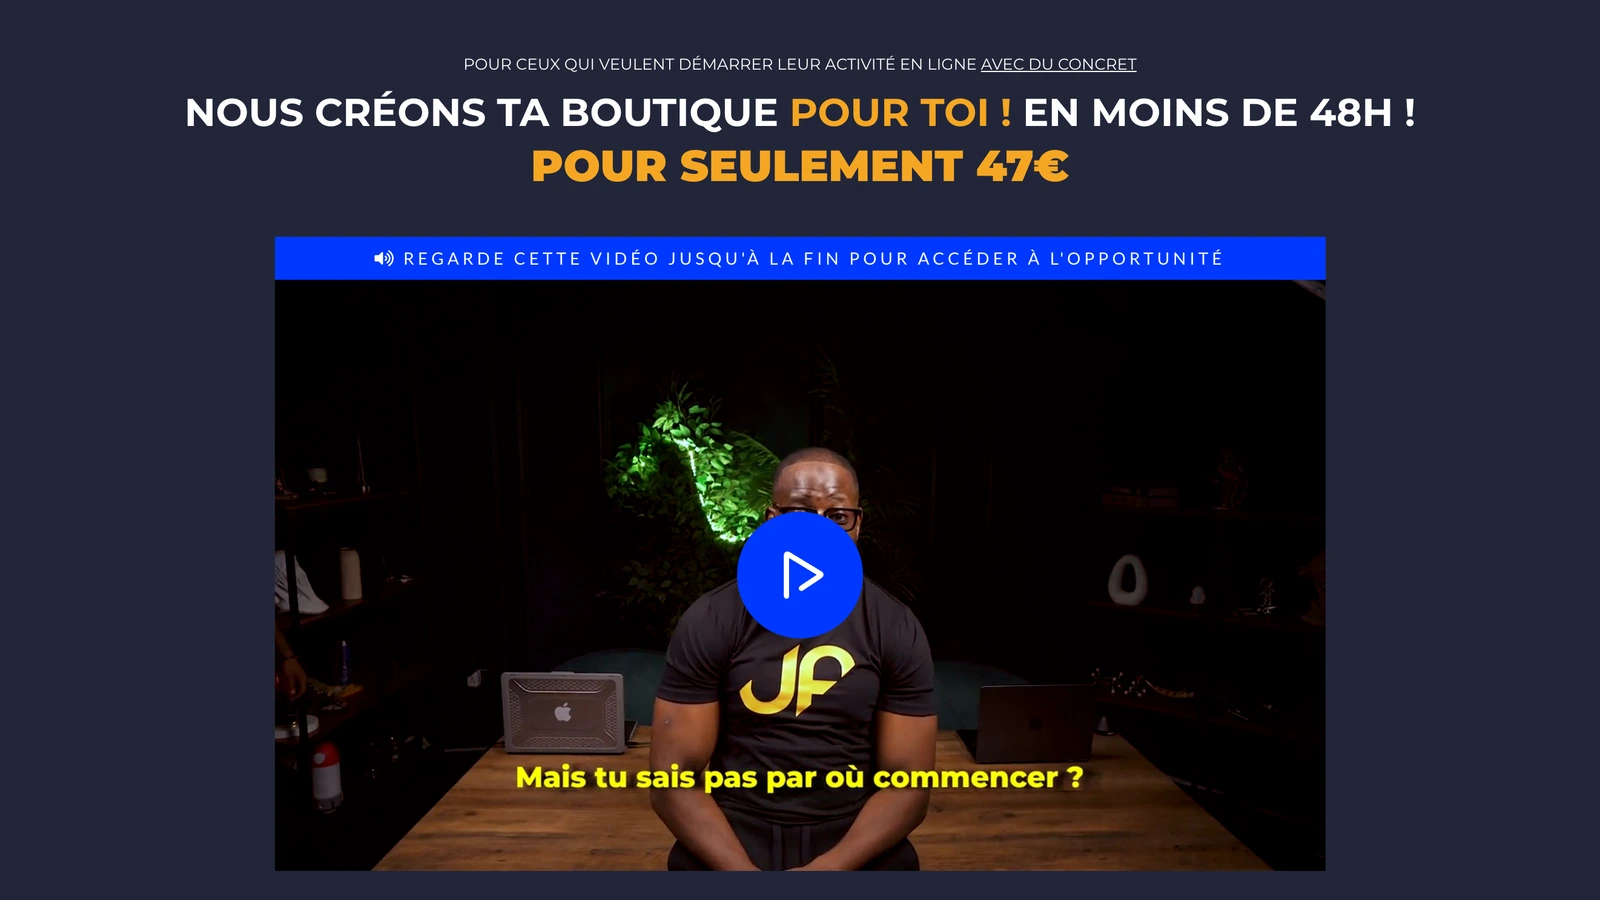 POUR CEUX QUI VEULENT DÉMARRER LEUR ACTIVITÉ EN LIGNE AVEC DU CONCRET
NOUS CRÉONS TA BOUTIQUE POUR TOI ! EN MOINS DE 48H !
POUR SEULEMENT 47€
REGARDE CETTE VIDÉO JUSQU'À LA FIN POUR ACCÉDER À L'OPPORTUNITÉ
JF
Mais tu sais pas par où commencer ?